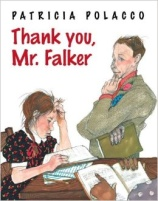 PATRICIA POLACCO
Thank you,
Mr. Falker